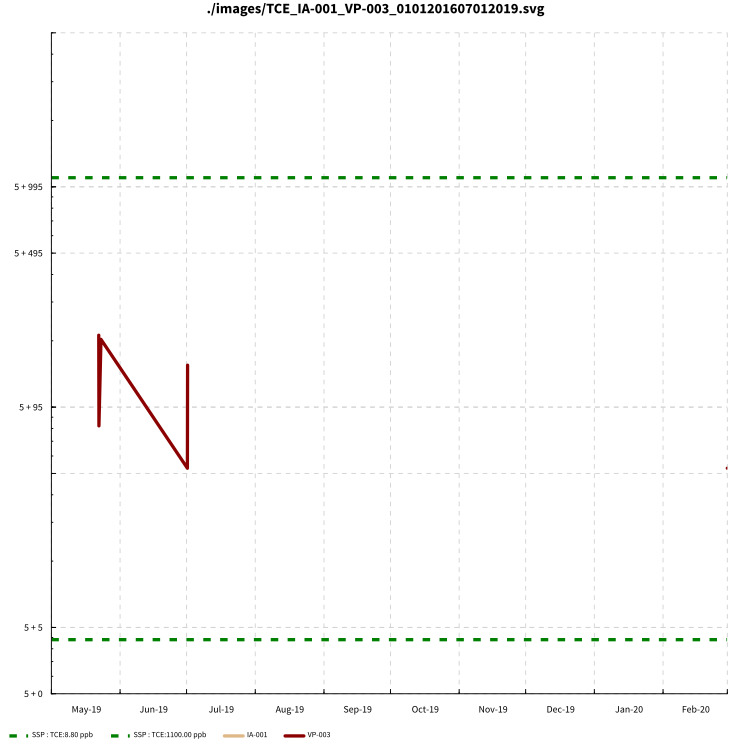 ./images/TCE_IA-001_VP-003_0101201607012019.svg
5 + 995
5 + 495
5 + 95
5 + 5
5 + 0
May-19 Jun-19 Jul-19 Aug-19 Sep-19 Oct-19 Nov-19 Dec-19 Jan-20 Feb-20
SSP : TCE:8.80 ppb SSP : TCE:1100.00 ppb IA-001 VP-003